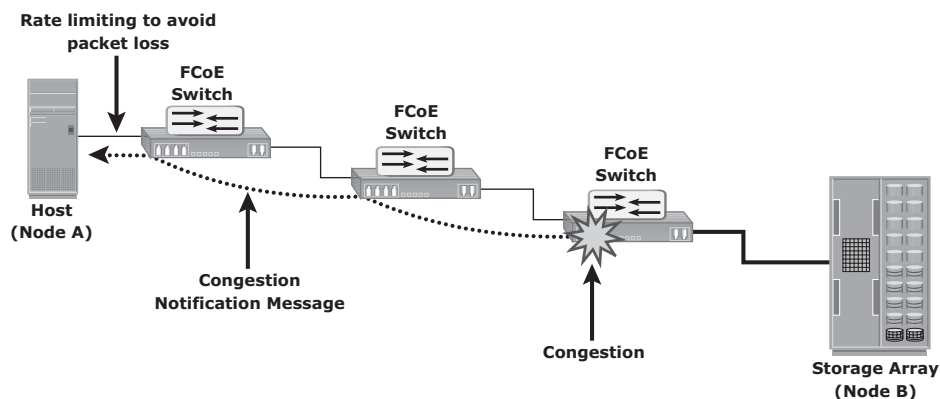 Rate limiting to avoid
packet loss
FCoE
Switch
FCoE
Switch
FCoE
Switch
Host
(Node A)
Congestion
Notification Message
Congestion
Storage Array
(Node B)